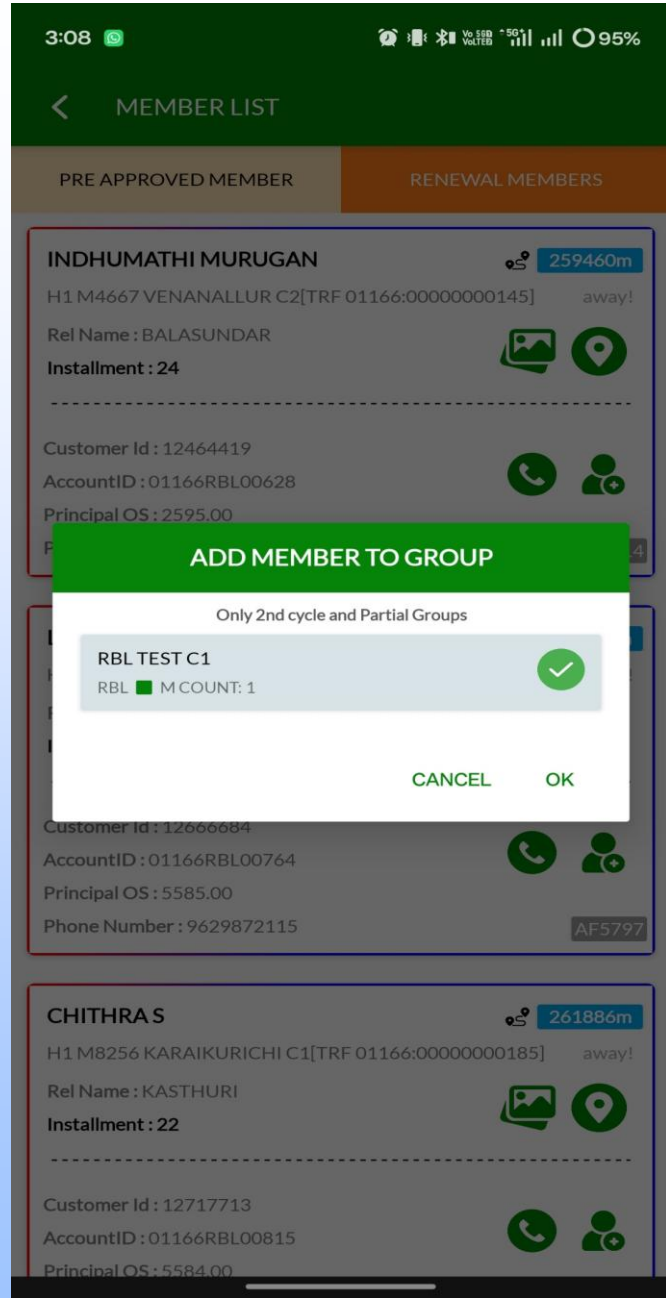 3:08
Vo 5GB
VoLTEB
5G
95%
MEMBER LIST
PRE APPROVED MEMBER
RENEWAL MEMBERS
INDHUMATHI MURUGAN
259460m
H1 M4667 VENANALLUR C2[TRF 01166:00000000145]
away!
Rel Name : BALASUNDAR
Installment : 24
Customer Id : 12464419
AccountID : 01166RBL00628
Principal OS : 2595.00
ADD MEMBER TO GROUP
Only 2nd cycle and Partial Groups
RBL TEST C1
RBL M COUNT: 1
CANCEL OK
Customer Id : 12666684
AccountID : 01166RBL00764
Principal OS : 5585.00
Phone Number : 9629872115
AF5797
CHITHRA S
261886m
H1 M8256 KARAIKURICHI C1[TRF 01166:00000000185]
away!
Rel Name : KASTHURI
Installment : 22
Customer Id : 12717713
AccountID : 01166RBL00815
Principal OS : 5584.00